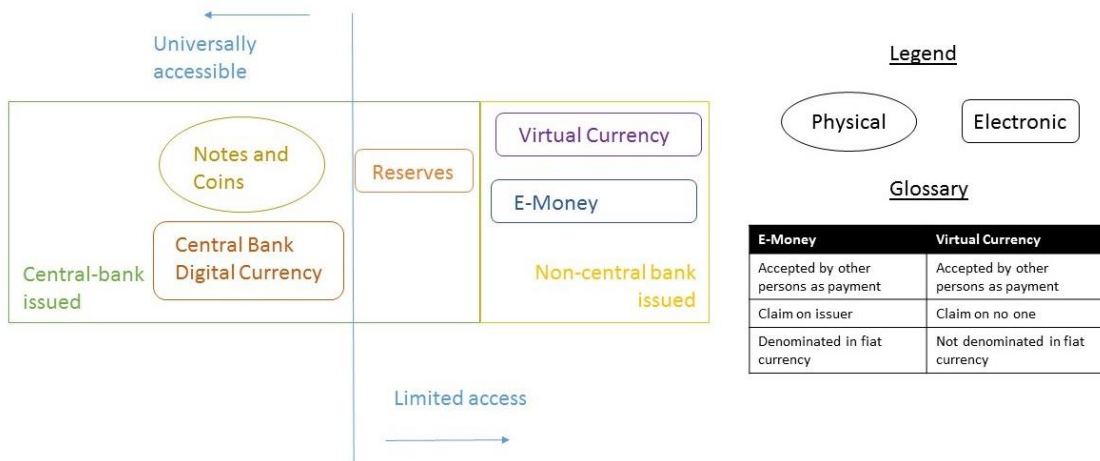 Universally
accessible
Notes and
Coins
Reserves
Central Bank
Digital Currency
Central-bank
issued
Virtual Currency
E-Money
Non-central bank
issued
Limited access
Legend
Physical
Electronic
Glossary
E-Money Virtual Currency
Accepted by other Accepted by other
persons as payment persons as payment
Claim on issuer Claim on no one
Denominated in fiat Not denominated in fiat
currency currency